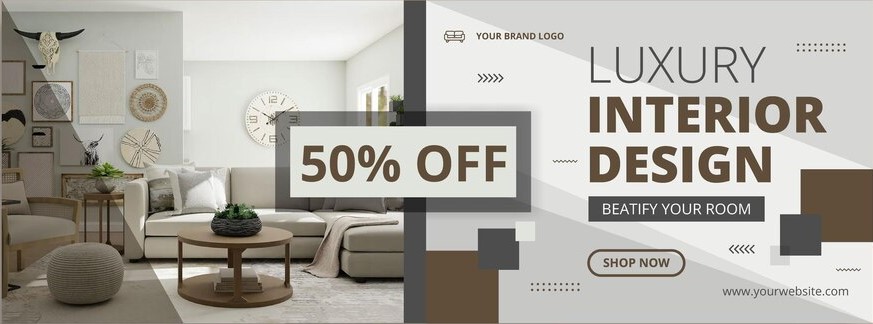 YOUR BRAND LOGO
LUXURY
INTERIOR
DESIGN
50% OFF
BEATIFY YOUR ROOM
SHOP NOW
www.yourwebsite.com